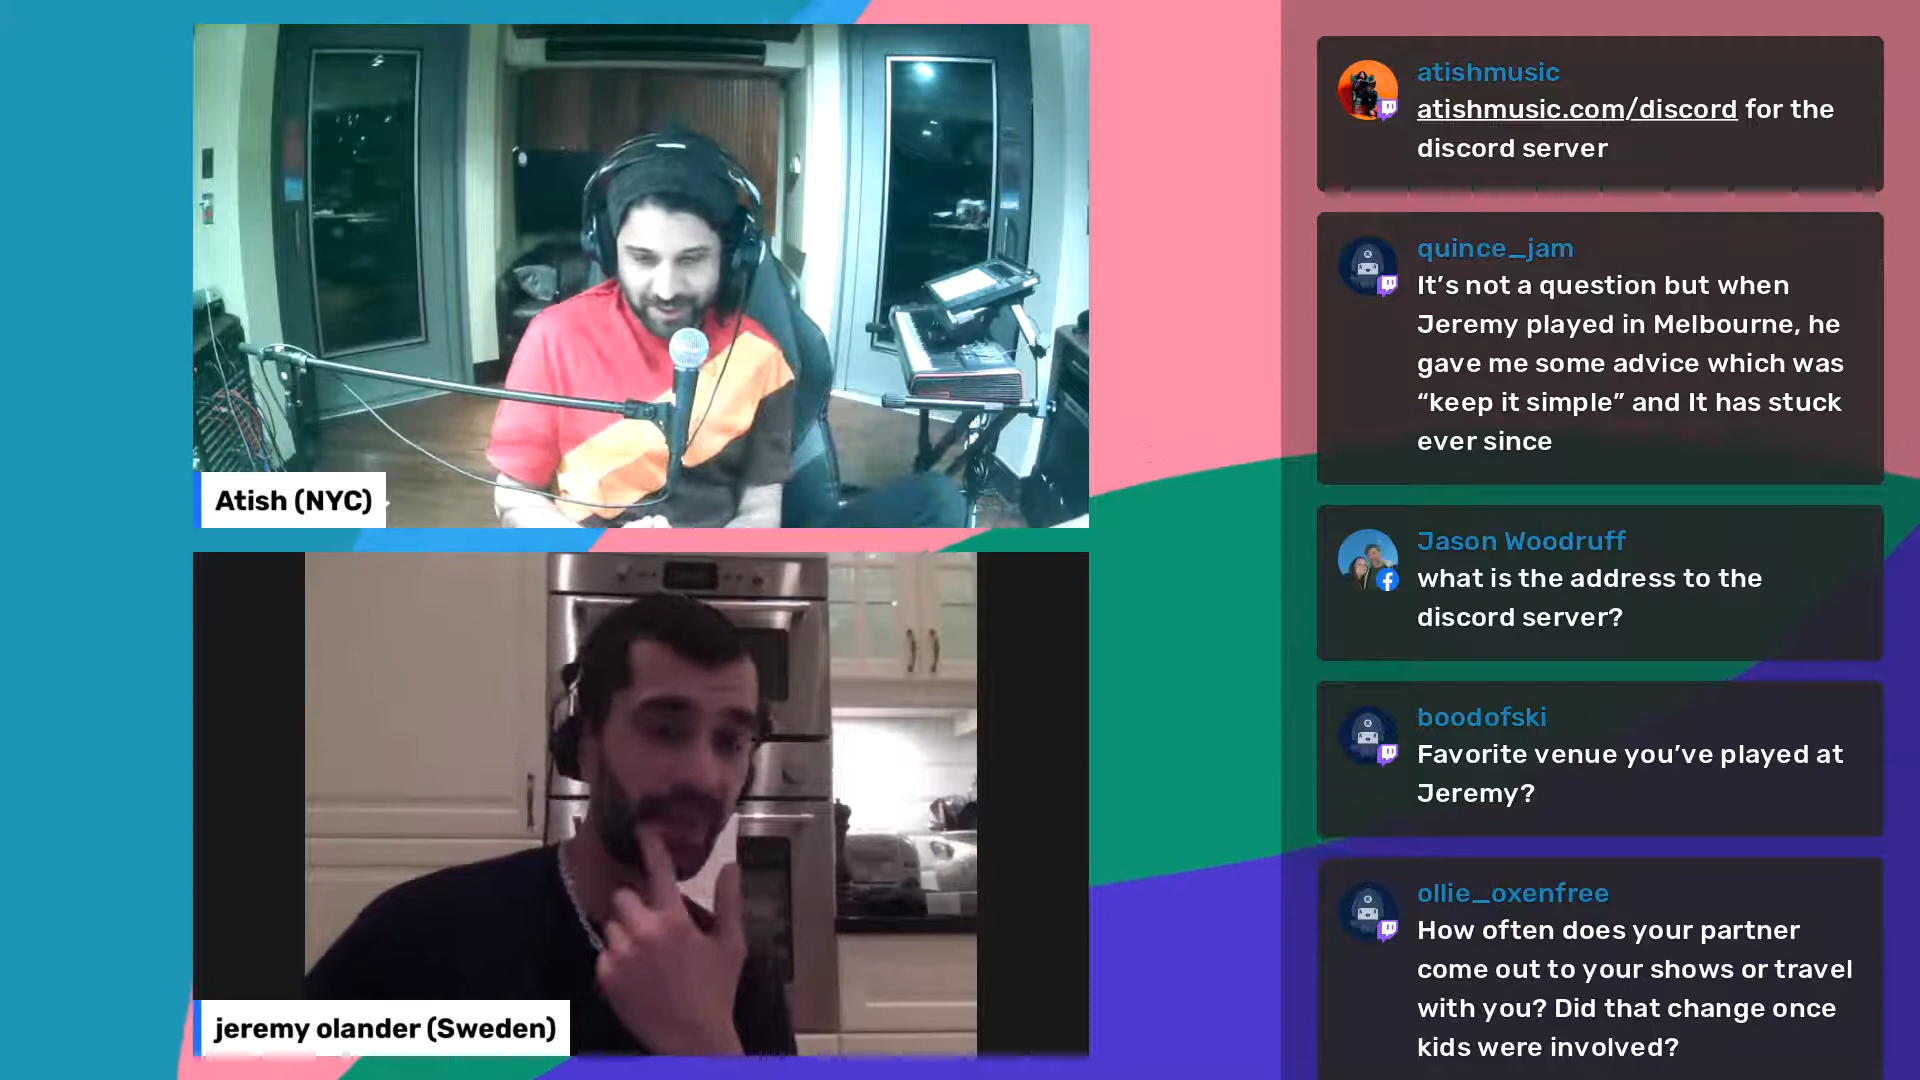 Atish (NYC)
jeremy olander (Sweden)
atishmusic
atishmusic.com/discord for the
discord server
quince_jam
It’s not a question but when
Jeremy played in Melbourne, he
gave me some advice which was
“keep it simple” and It has stuck
ever since
Jason Woodruff
what is the address to the
discord server?
boodofski
Favorite venue you’ve played at
Jeremy?
ollie_oxenfree
How often does your partner
come out to your shows or travel
with you? Did that change once
kids were involved?